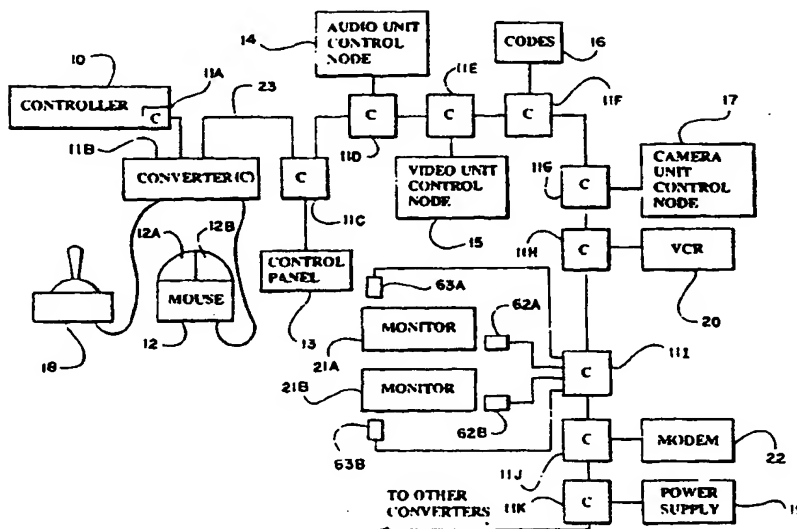 AUDIO UNIT
CONTROL
NODE
14
CODES
16
10
11A
23
11E
11F
17
CONTROLLER
C
11B
C
11D
C
C
CONVERTER(C)
C
11C
VIDEO UNIT
CONTROL
NODE
15
11G
C
CAMERA
UNIT
CONTROL
NODE
12A
12B
MOUSE
12
18
CONTROL
PANEL
13
11H
C
VCR
20
63A
62A
MONITOR
21A
C
11I
21B
MONITOR
62B
63B
11J
C
MODEM
22
TO OTHER
CONVERTERS
11K
C
POWER
SUPPLY